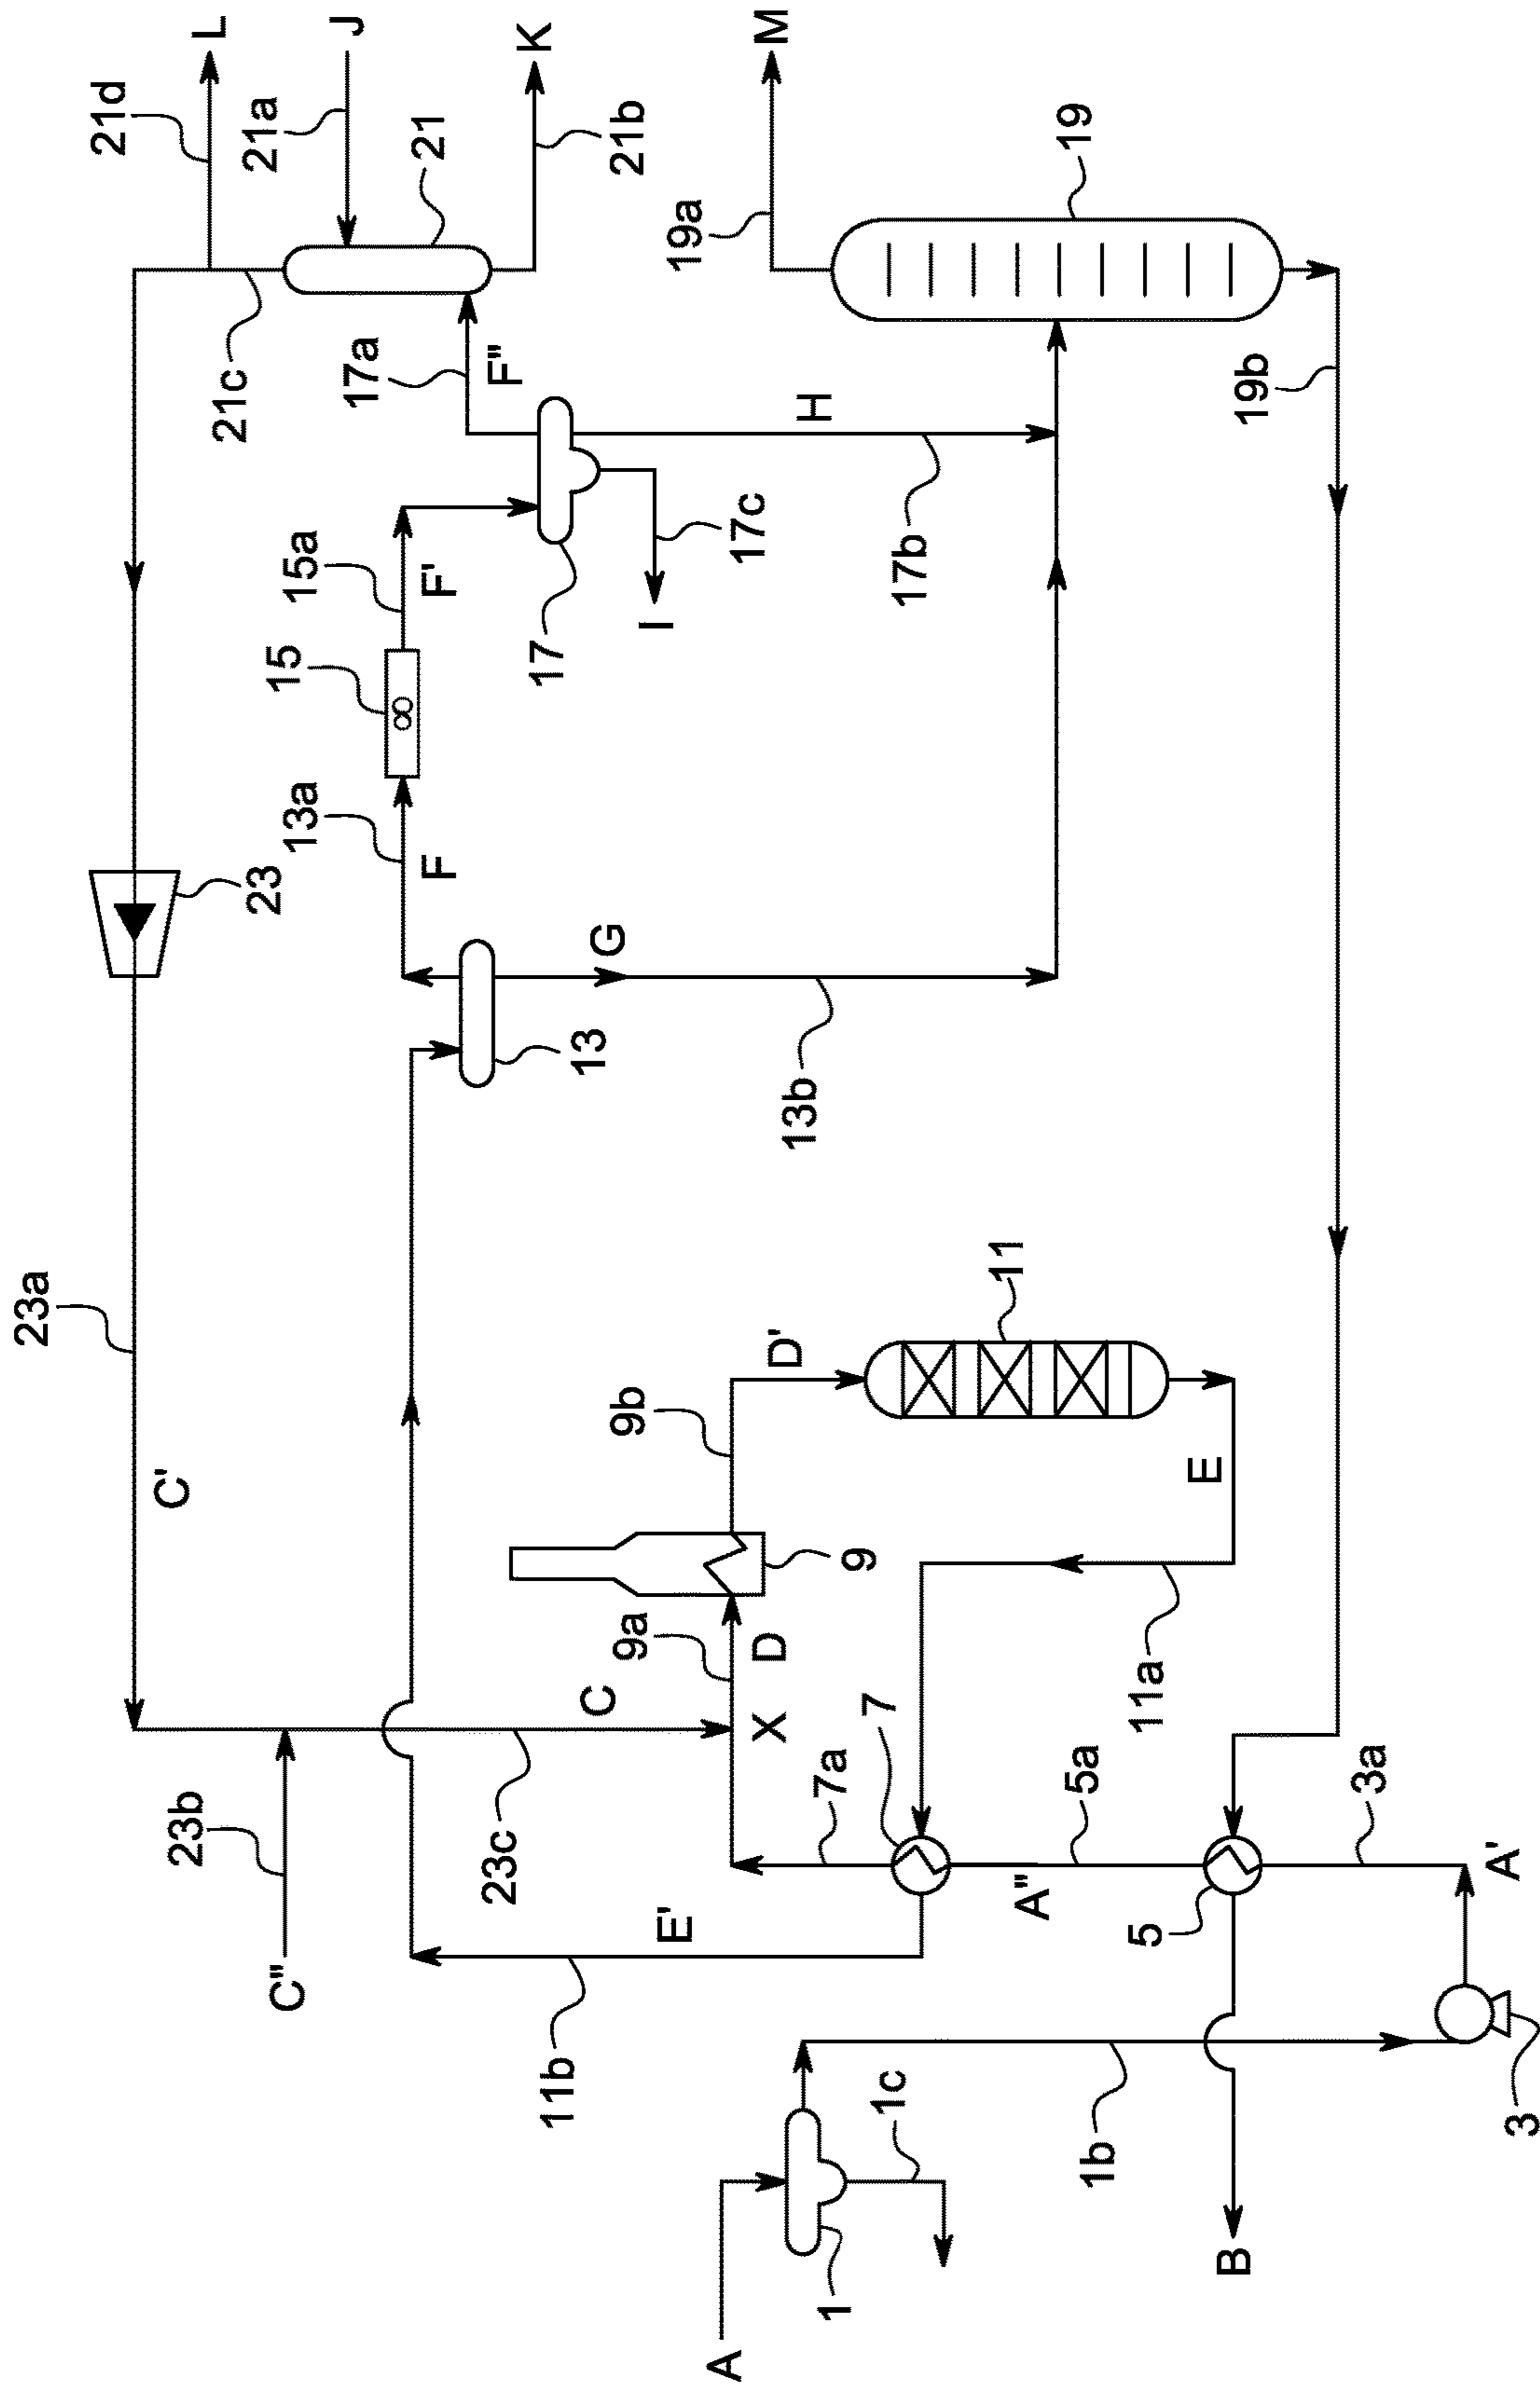 L
J
K
M
21d
21a
21
21b
19a
19
21c
17a
F"
H
19b
15a
F'
17c
17b
15
17
I
13a
F
23
G
13
13b
23a
C'
9b
D'
11
E
9
9a
D
C
X
7
11a
7a
5a
3a
23b
23c
A"
A'
5
E'
C"
11b
1c
1b
3
1
B
A